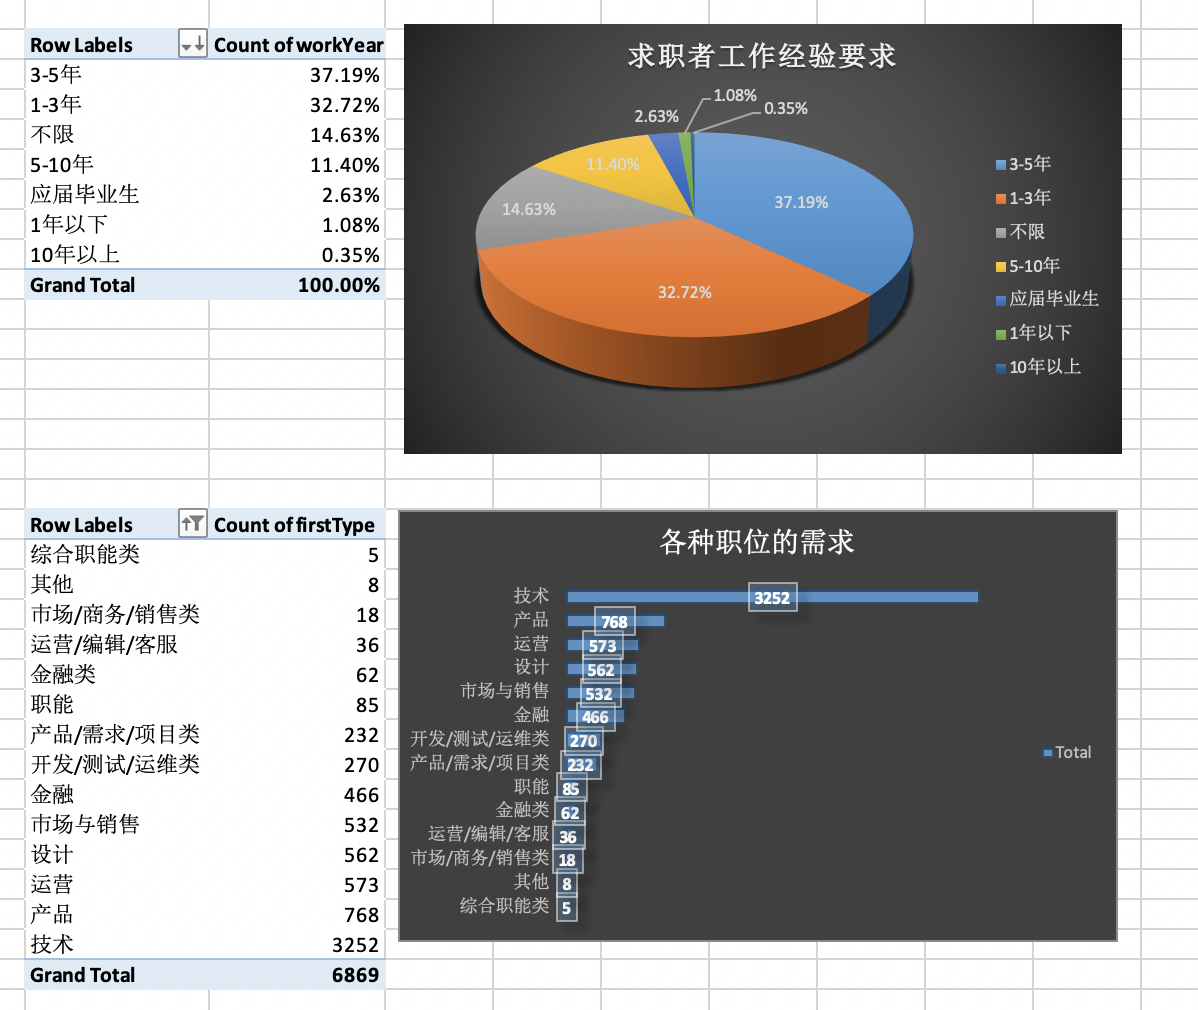 Row Labels Count of workYear
3-5年 37.19%
1-3年 32.72%
不限 14.63%
5-10年 11.40%
应届毕业生 2.63%
1年以下 1.08%
10年以上 0.35%
Grand Total 100.00%
求职者工作经验要求
1.08%
2.63%
0.35%
11.40%
37.19%
14.63%
32.72%
3-5年
1-3年
不限
5-10年
应届毕业生
1年以下
10年以上
Row Labels Count of firstType
综合职能类 5
其他 8
市场/商务/销售类 18
运营/编辑/客服 36
金融类 62
职能 85
产品/需求/项目类 232
开发/测试/运维类 270
金融 466
市场与销售 532
设计 562
运营 573
产品 768
技术 3252
Grand Total 6869
各种职位的需求
技术 3252
产品 768
运营 573
设计 562
市场与销售 532
金融 466
开发/测试/运维类 270
产品/需求/项目类 232
职能 85
金融类 62
运营/编辑/客服 36
市场/商务/销售类 18
其他 8
综合职能类 5
Total